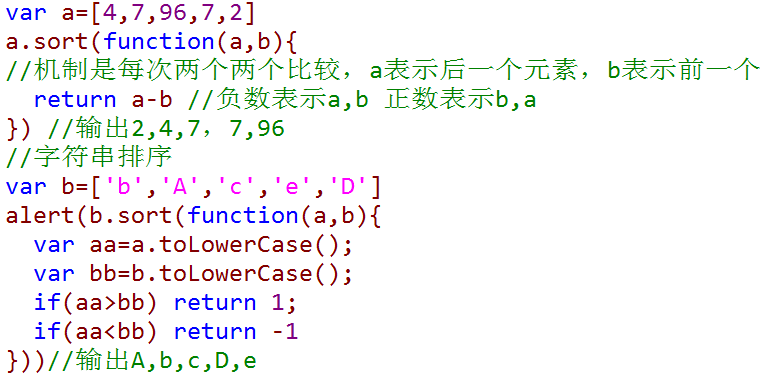 var a=[4,7,96,7,2]
a.sort(function(a,b){
//机制是每次两个两个比较，a表示后一个元素，b表示前一个
  return a-b //负数表示a,b 正数表示b,a
}) //输出2,4,7，7,96
//字符串排序
var b=['b','A','c','e','D']
alert(b.sort(function(a,b){
  var aa=a.toLowerCase();
  var bb=b.toLowerCase();
  if(aa>bb) return 1;
  if(aa<bb) return -1
}))//输出A,b,c,D,e